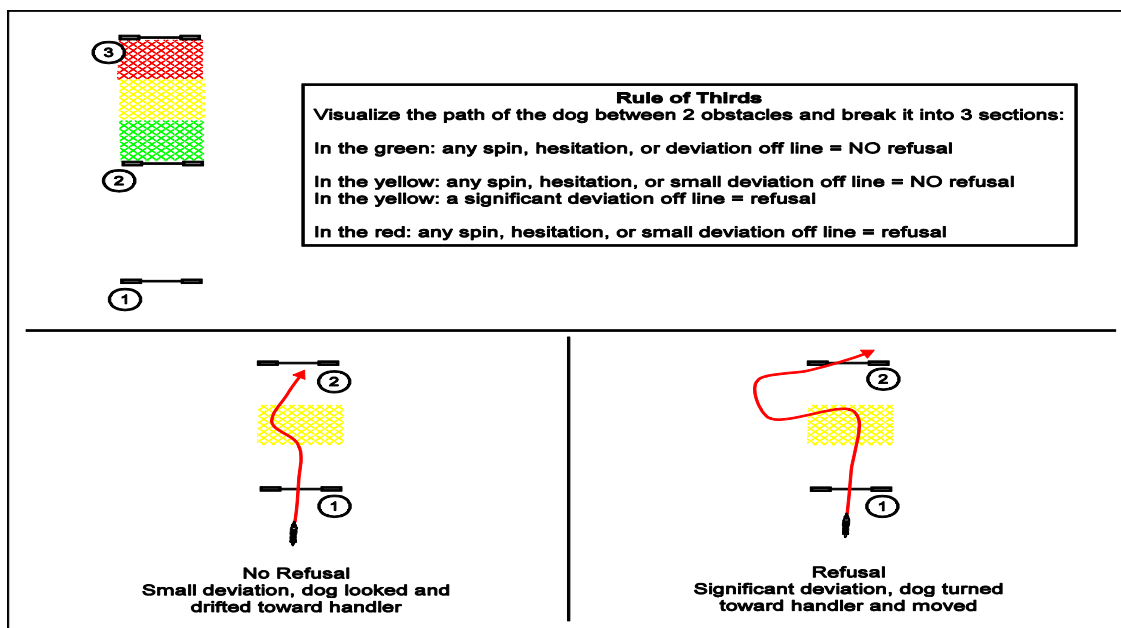 3
Rule of Thirds
Visualize the path of the dog between 2 obstacles and break it into 3 sections:
In the green: any spin, hesitation, or deviation off line = NO refusal
2
In the yellow: any spin, hesitation, or small deviation off line = NO refusal
In the yellow: a significant deviation off line = refusal
In the red: any spin, hesitation, or small deviation off line = refusal
1
2
1
No Refusal
Small deviation, dog looked and
drifted toward handler
2
1
Refusal
Significant deviation, dog turned
toward handler and moved